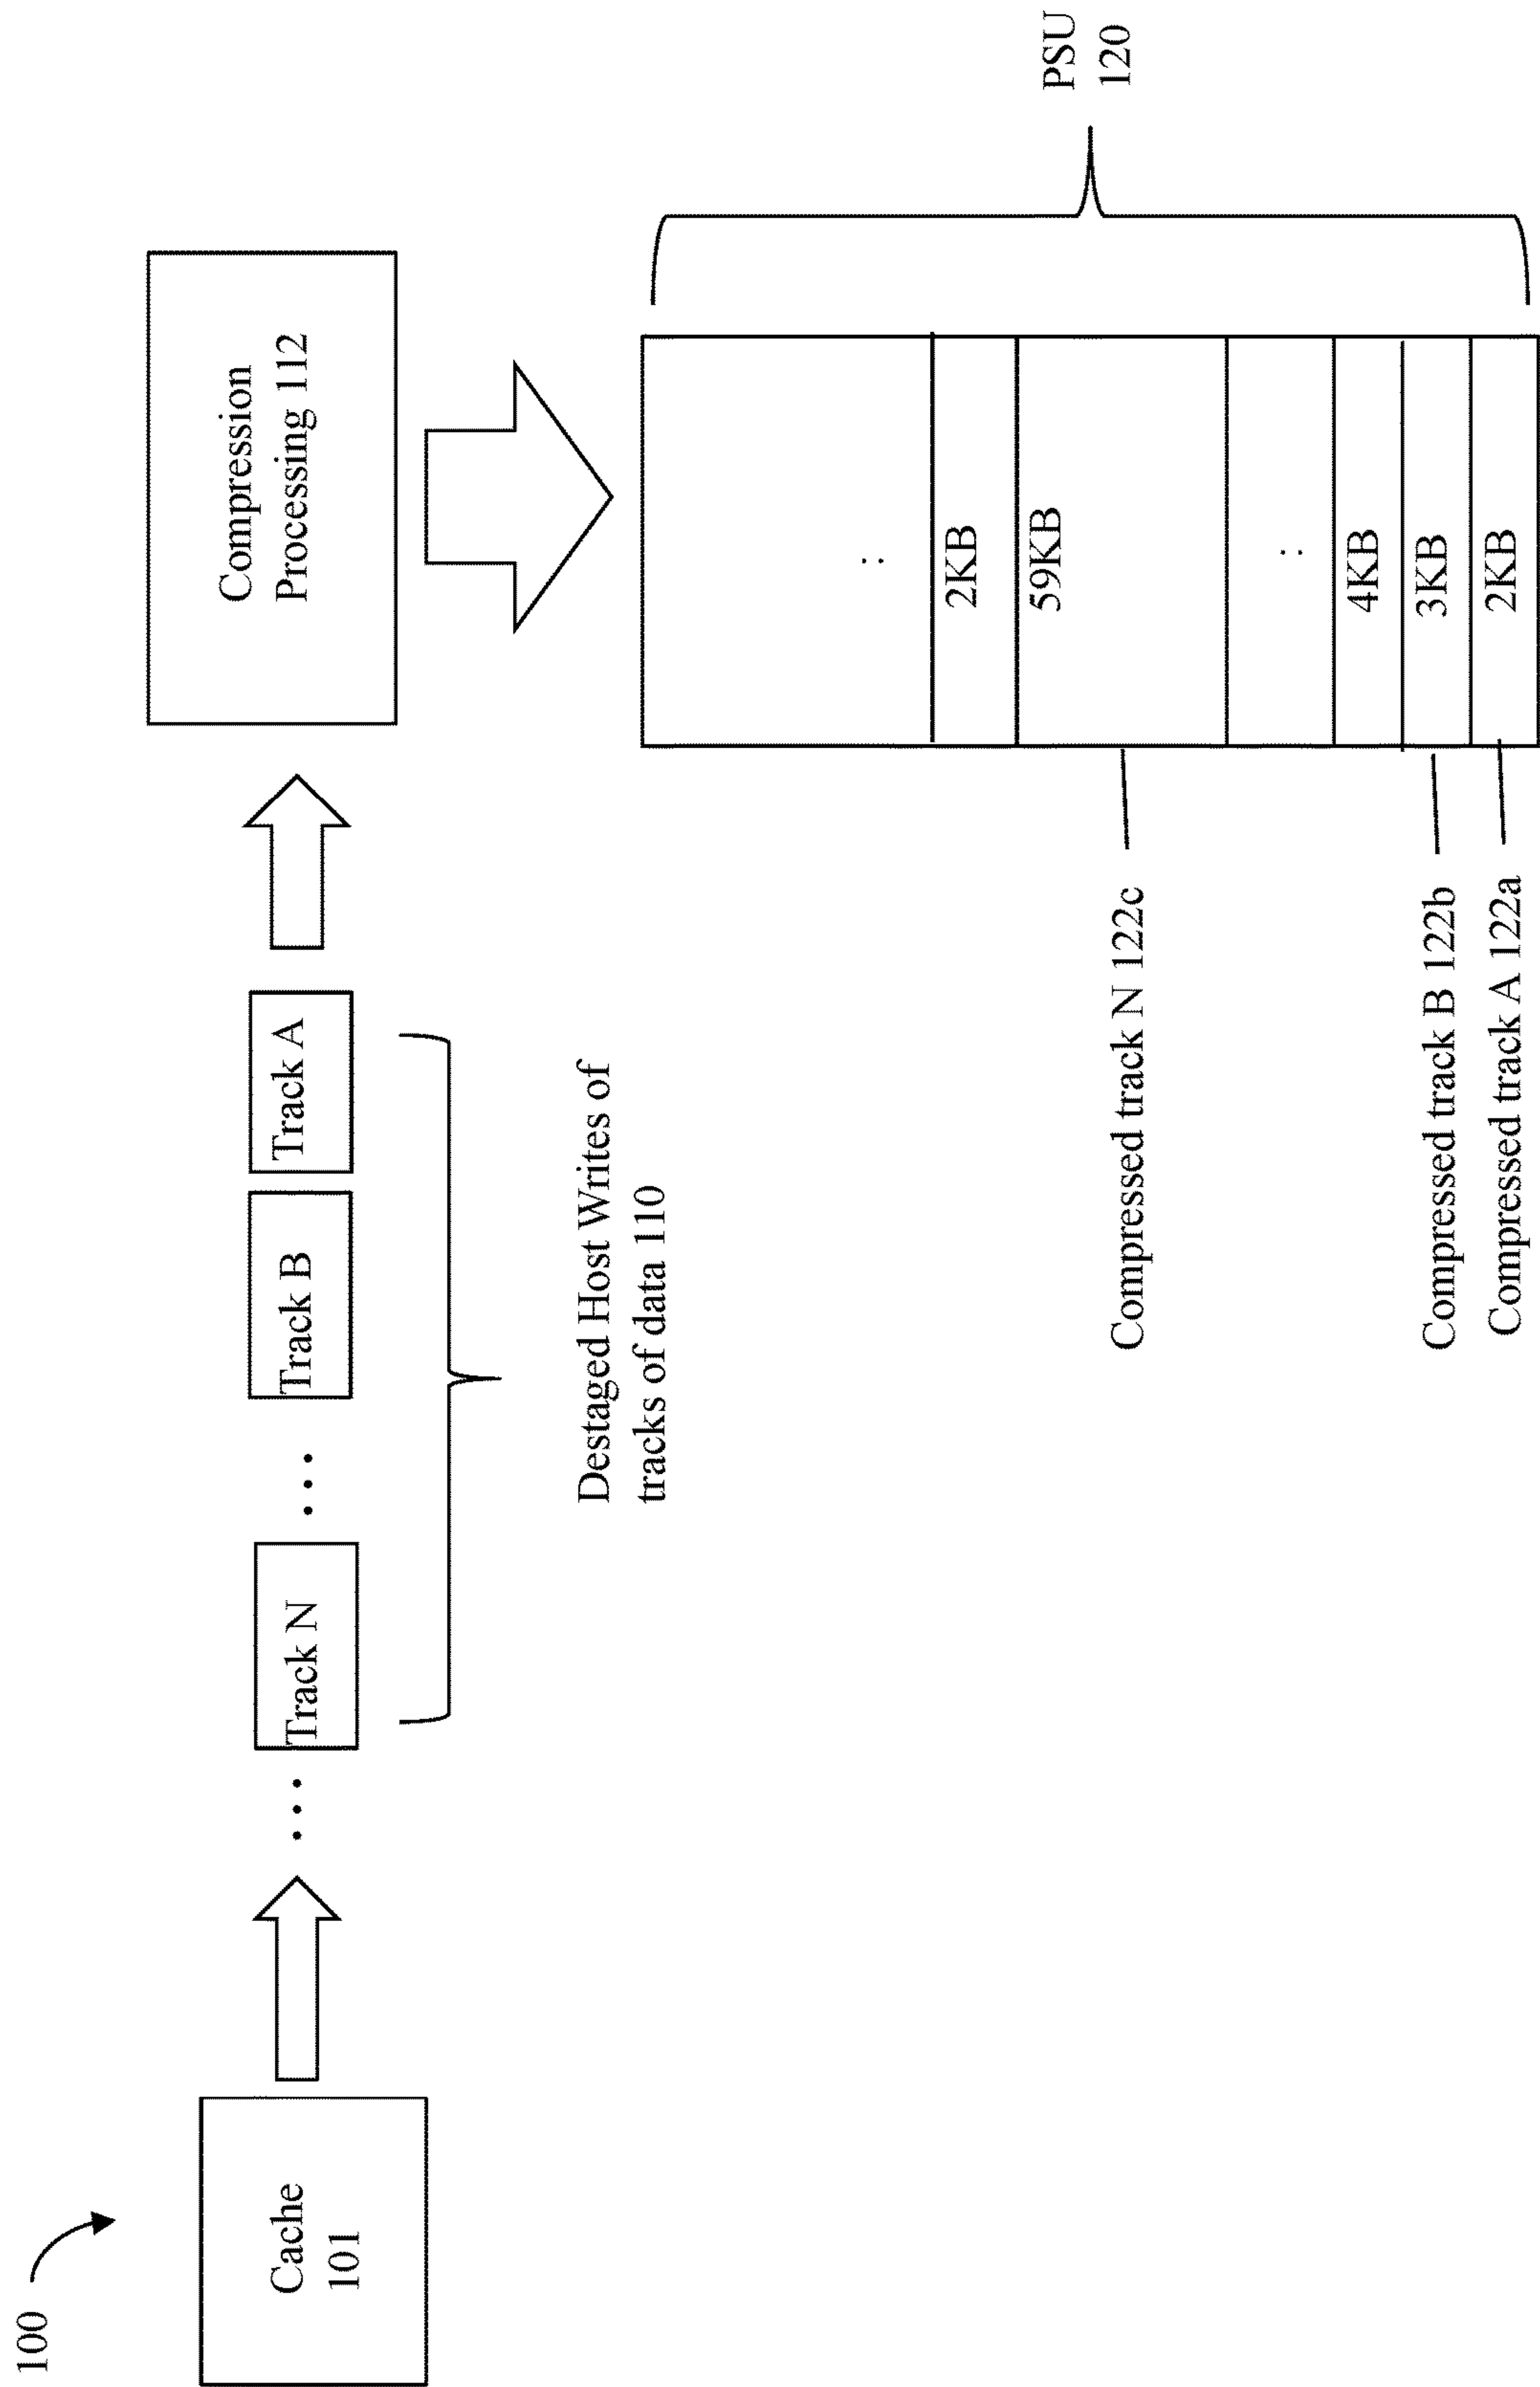 100
Cache
101
...
Track N
...
Track B
Track A
Destaged Host Writes of
tracks of data 110
Compression
Processing 112
:
2KB
59KB
:
4KB
3KB
2KB
Compressed track N 122c
Compressed track B 122b
Compressed track A 122a
PSU
120